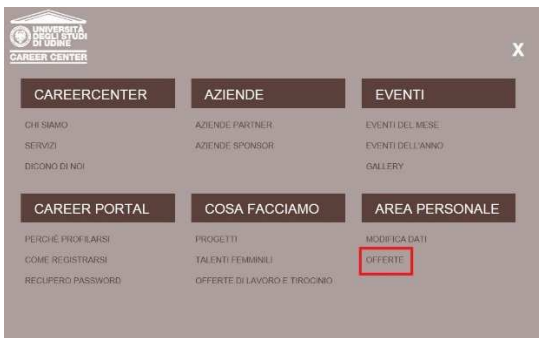 UNIVERSITÀ
DEGLI STUDI
DI UDINE
CAREER CENTER
X
CAREERCENTER
CHI SIAMO
SERVIZI
DICONO DI NOI
AZIENDE
AZIENDE PARTNER
AZIENDE SPONSOR
EVENTI
EVENTI DEL MESE
EVENTI DELL'ANNO
GALLERY
CAREER PORTAL
PERCHÉ PROFILARSI
COME REGISTRARSI
RECUPERO PASSWORD
COSA FACCIAMO
PROGETTI
TALENTI FEMMINILI
OFFERTE DI LAVORO E TIROCINIO
AREA PERSONALE
MODIFICA DATI
OFFERTE